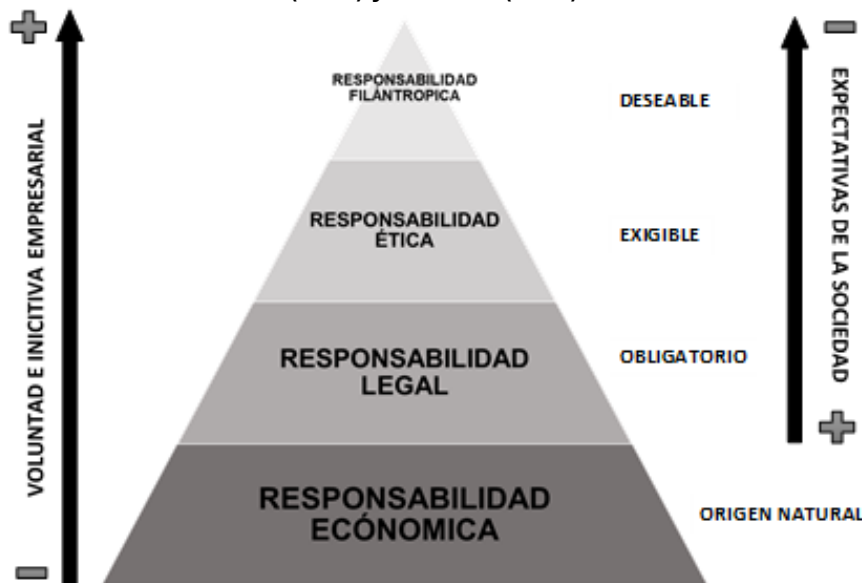 RESPONSABILIDAD
FILÁNTROPICA
DESEABLE
RESPONSABILIDAD
ÉTICA
EXIGIBLE
RESPONSABILIDAD
LEGAL
OBLIGATORIO
RESPONSABILIDAD
ECÓNOMICA
ORIGEN NATURAL
VOLUNTAD E INICITIVA EMPRESARIAL
EXPECTATIVAS DE LA SOCIEDAD